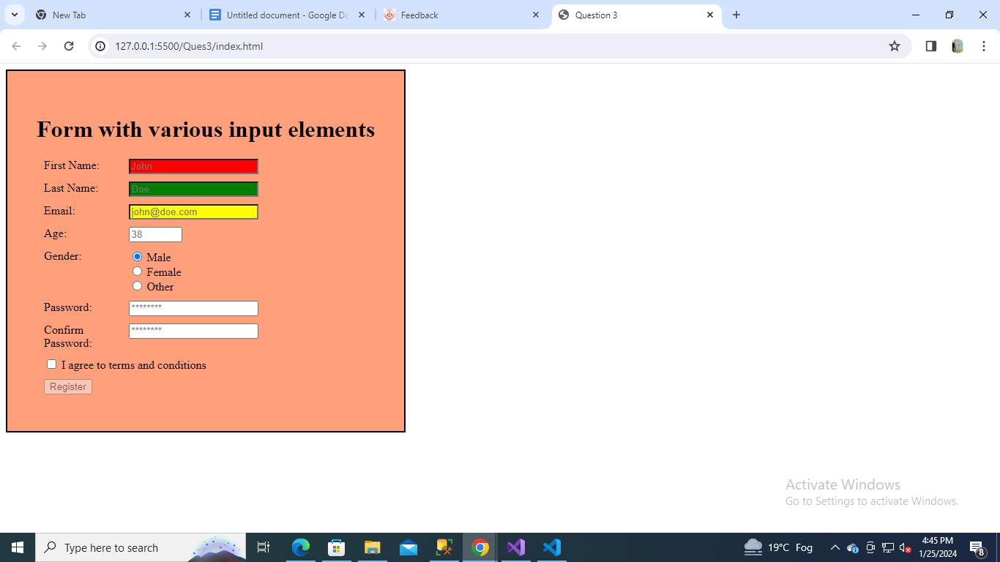 New Tab
Untitled document - Google Do
Feedback
Question 3
127.0.0.1:5500/Ques3/index.html
Form with various input elements
First Name: John
Last Name: Doe
Email: john@doe.com
Age: 38
Gender: Male
Female
Other
Password: ********
Confirm ********
Password:
I agree to terms and conditions
Register
Activate Windows
Go to Settings to activate Windows.
Type here to search
19°C Fog
4:45 PM
1/25/2024
8